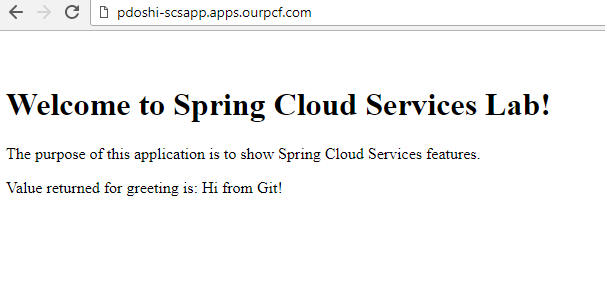 pdoshi-scsapp.apps.ourpcf.com
Welcome to Spring Cloud Services Lab!
The purpose of this application is to show Spring Cloud Services features.
Value returned for greeting is: Hi from Git!